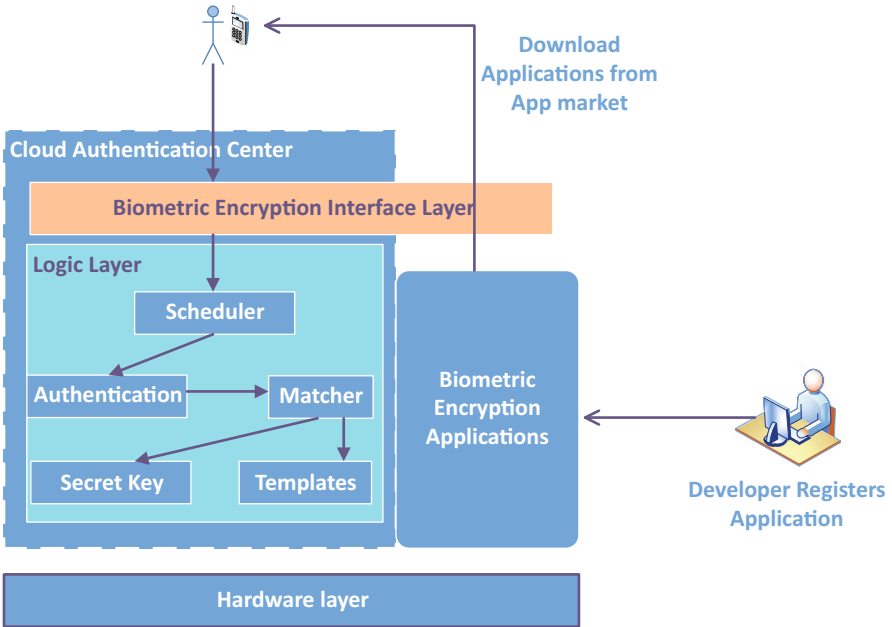 Download
Applications from
App market
Cloud Authentication Center
Biometric Encryption Interface Layer
Logic Layer
Scheduler
Authentication
Matcher
Secret Key
Templates
Biometric
Encryption
Applications
Developer Registers
Application
Hardware layer